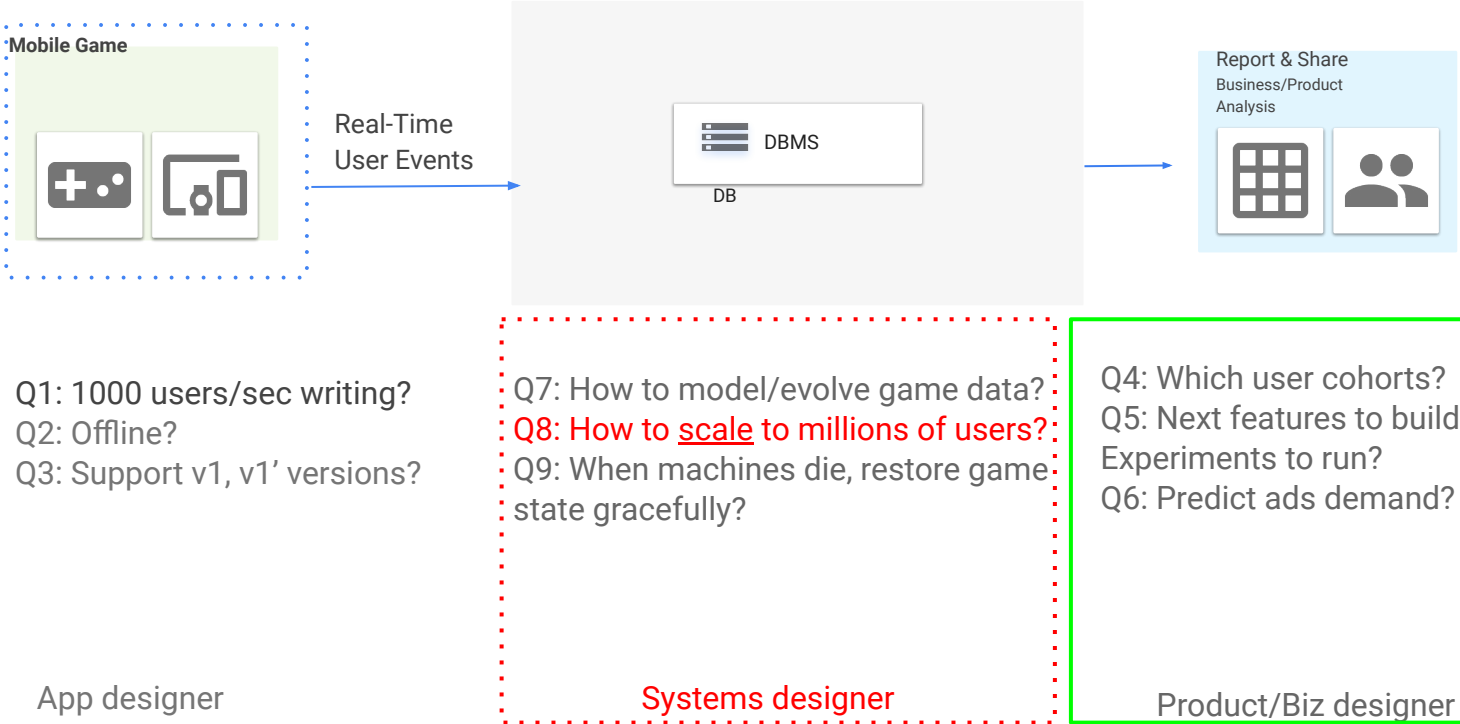 Mobile Game
Real-Time
User Events
DBMS
DB
Report & Share
Business/Product
Analysis
Q1: 1000 users/sec writing?
Q2: Offline?
Q3: Support v1, v1’ versions?
App designer
Q7: How to model/evolve game data?
Q8: How to scale to millions of users?
Q9: When machines die, restore game
state gracefully?
Systems designer
Q4: Which user cohorts?
Q5: Next features to build
Experiments to run?
Q6: Predict ads demand?
Product/Biz designer